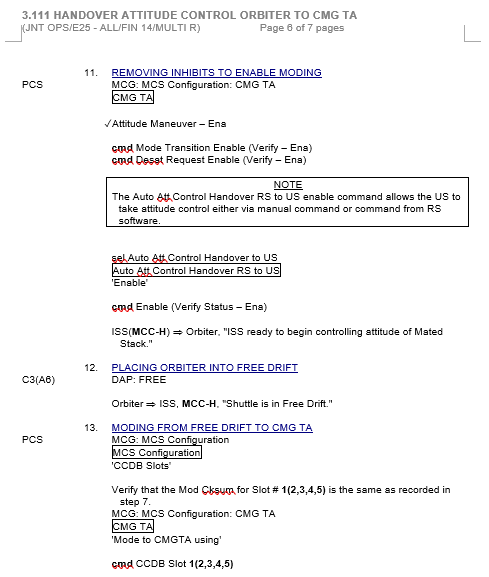 3.111 HANDOVER ATTITUDE CONTROL ORBITER TO CMG TA
(JNT OPS/E25 - ALL/FIN 14/MULTI R) Page 6 of 7 pages
11. REMOVING INHIBITS TO ENABLE MODING
PCS MCG: MCS Configuration: CMG TA
CMG TA
✓Attitude Maneuver – Ena
cmd Mode Transition Enable (Verify – Ena)
cmd Desat Request Enable (Verify – Ena)
NOTE
The Auto Att Control Handover RS to US enable command allows the US to
take attitude control either via manual command or command from RS
software.
sel Auto Att Control Handover to US
Auto Att Control Handover RS to US
'Enable'
cmd Enable (Verify Status – Ena)
ISS(MCC-H) ⇒ Orbiter, "ISS ready to begin controlling attitude of Mated
Stack."
12. PLACING ORBITER INTO FREE DRIFT
C3(A6) DAP: FREE
Orbiter ⇒ ISS, MCC-H, "Shuttle is in Free Drift."
13. MODING FROM FREE DRIFT TO CMG TA
PCS MCG: MCS Configuration
MCS Configuration
'CCDB Slots'
Verify that the Mod Cksum for Slot # 1(2,3,4,5) is the same as recorded in
step 7.
MCG: MCS Configuration: CMG TA
CMG TA
'Mode to CMGTA using'
cmd CCDB Slot 1(2,3,4,5)